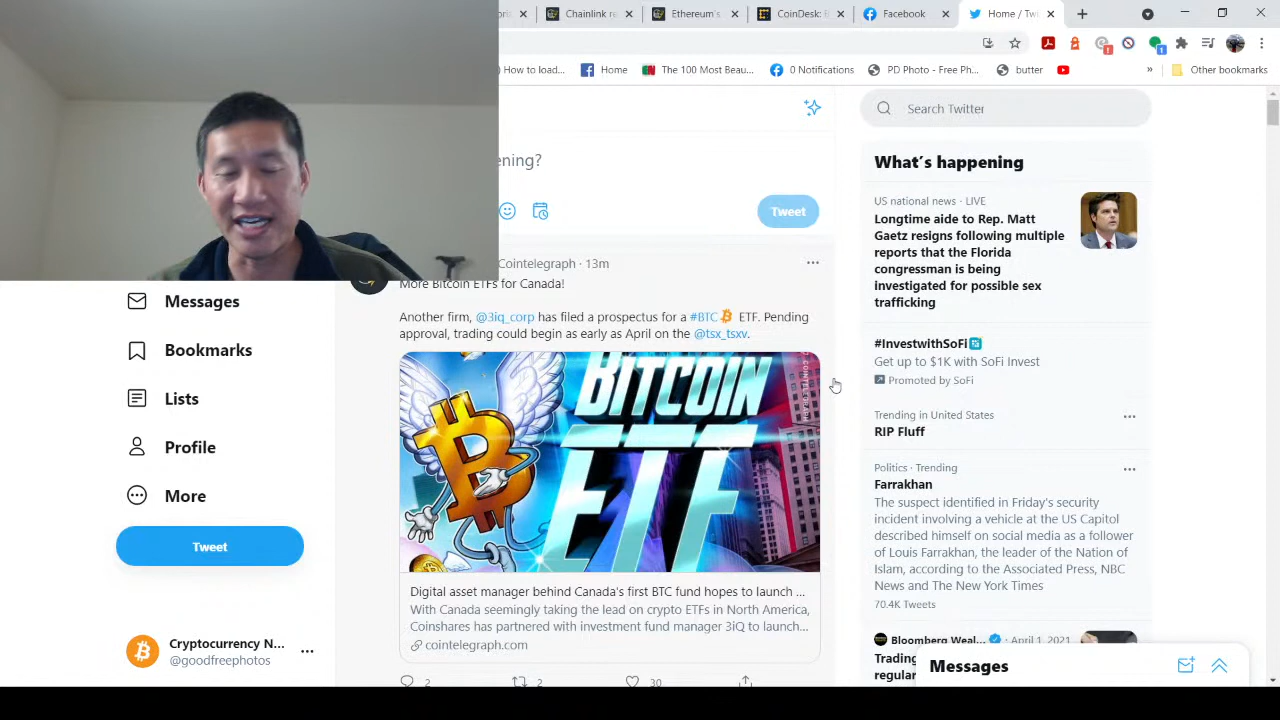 Chainlink re
Ethereum's
CoinDesk: B
Facebook
Home / Twi
) How to load...
Home
The 100 Most Beau...
0 Notifications
PD Photo - Free Ph...
butter
»
Other bookmarks
ening?
Tweet
Cointelegraph · 13m
More Bitcoin ETFs for Canada!
Another firm, @3iq_corp has filed a prospectus for a #BTC ETF. Pending
approval, trading could begin as early as April on the @tsx_tsxv.
BITCOIN
ETF
COINTELEGRAPH
Digital asset manager behind Canada's first BTC fund hopes to launch ...
With Canada seemingly taking the lead on crypto ETFs in North America,
Coinshares has partnered with investment fund manager 3iQ to launch...
cointelegraph.com
2
2
30
Messages
Bookmarks
Lists
Profile
More
Tweet
Cryptocurrency N...
@goodfreephotos
Search Twitter
What's happening
US national news · LIVE
Longtime aide to Rep. Matt
Gaetz resigns following multiple
reports that the Florida
congressman is being
investigated for possible sex
trafficking
#InvestwithSoFi
Get up to $1K with SoFi Invest
Promoted by SoFi
Trending in United States
RIP Fluff
Politics · Trending
Farrakhan
The suspect identified in Friday's security
incident involving a vehicle at the US Capitol
described himself on social media as a follower
of Louis Farrakhan, the leader of the Nation of
Islam, according to the Associated Press, NBC
News and The New York Times
70.4K Tweets
Bloomberg Weal... · April 1, 2021
Trading
regular
Messages